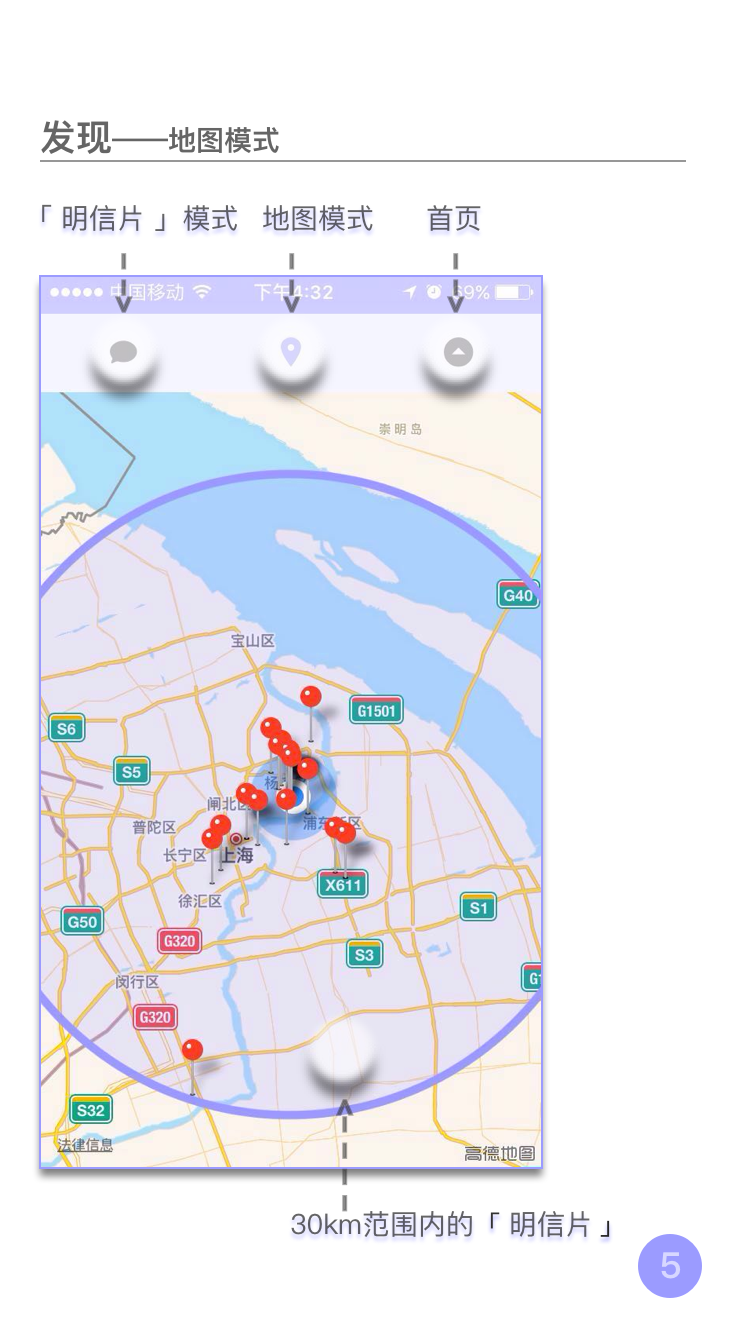 发现——地图模式
「 明信片 」模式 地图模式 首页
中国移动 下午4:32 69%
崇明岛
G40
宝山区
G1501
S6
S5
杨
闸北区
普陀区
浦东新区
长宁区 上海
X611
徐汇区
S1
G50
G320
S3
闵行区
G320
S32
法律信息
高德地图
30km范围内的「 明信片 」
5